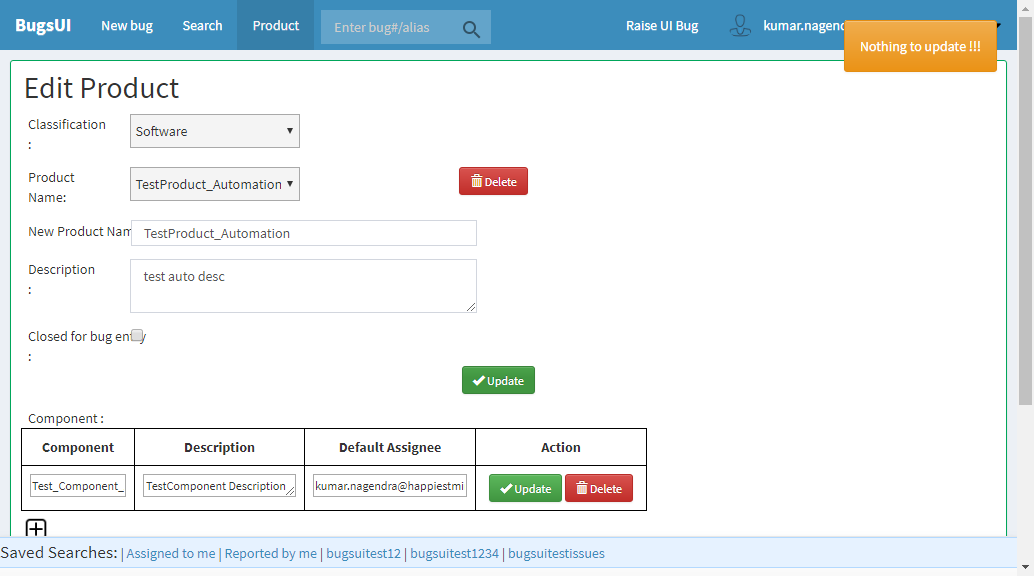 BugsUI New bug Search Product Enter bug#/alias Raise UI Bug kumar.nagend
Nothing to update !!!
Edit Product
Classification
:
Software
Product
Name:
TestProduct_Automation
Delete
New Product Nam
TestProduct_Automation
Description
:
test auto desc
Closed for bug entry
:
Update
Component :
Component Description Default Assignee Action
Test_Component_ TestComponent Description kumar.nagendra@happiestmi Update Delete
Saved Searches: | Assigned to me | Reported by me | bugsuitest12 | bugsuitest1234 | bugsuitestissues